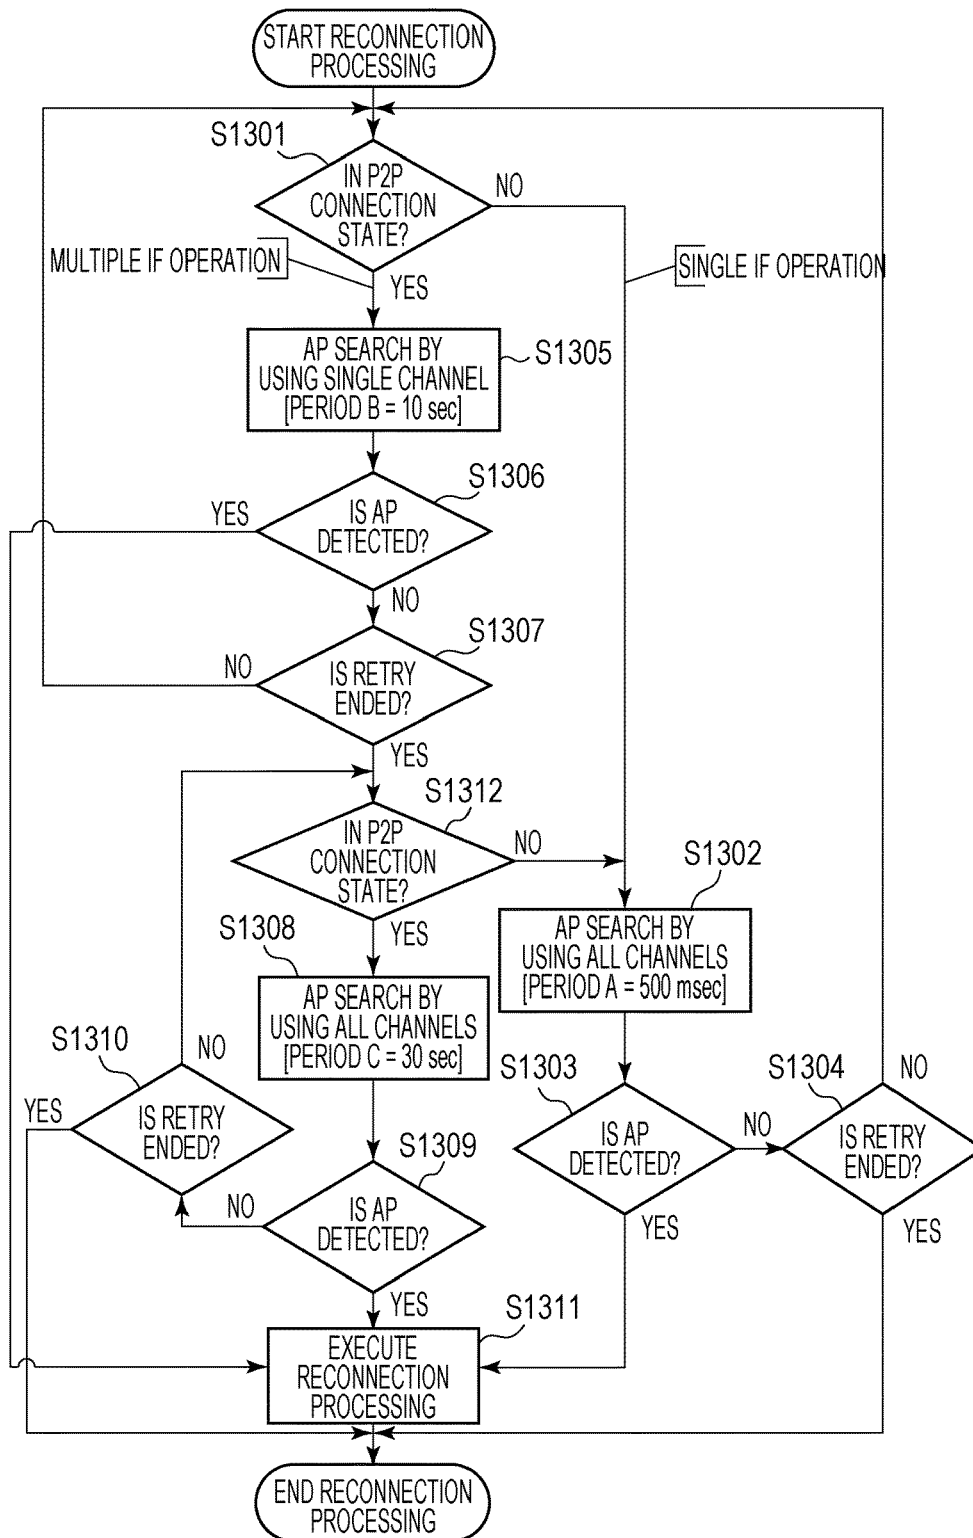 START RECONNECTION
PROCESSING
S1301
IN P2P
CONNECTION
STATE?
NO
MULTIPLE IF OPERATION
YES
SINGLE IF OPERATION
AP SEARCH BY
USING SINGLE CHANNEL
[PERIOD B = 10 sec]
S1305
S1306
YES
IS AP
DETECTED?
NO
S1307
NO
IS RETRY
ENDED?
YES
S1312
IN P2P
CONNECTION
STATE?
NO
S1302
YES
AP SEARCH BY
USING ALL CHANNELS
[PERIOD A = 500 msec]
S1308
AP SEARCH BY
USING ALL CHANNELS
[PERIOD C = 30 sec]
S1310
NO
YES
IS RETRY
ENDED?
S1303
IS AP
DETECTED?
NO
YES
S1304
NO
IS RETRY
ENDED?
YES
S1309
NO
IS AP
DETECTED?
YES
S1311
EXECUTE
RECONNECTION
PROCESSING
END RECONNECTION
PROCESSING